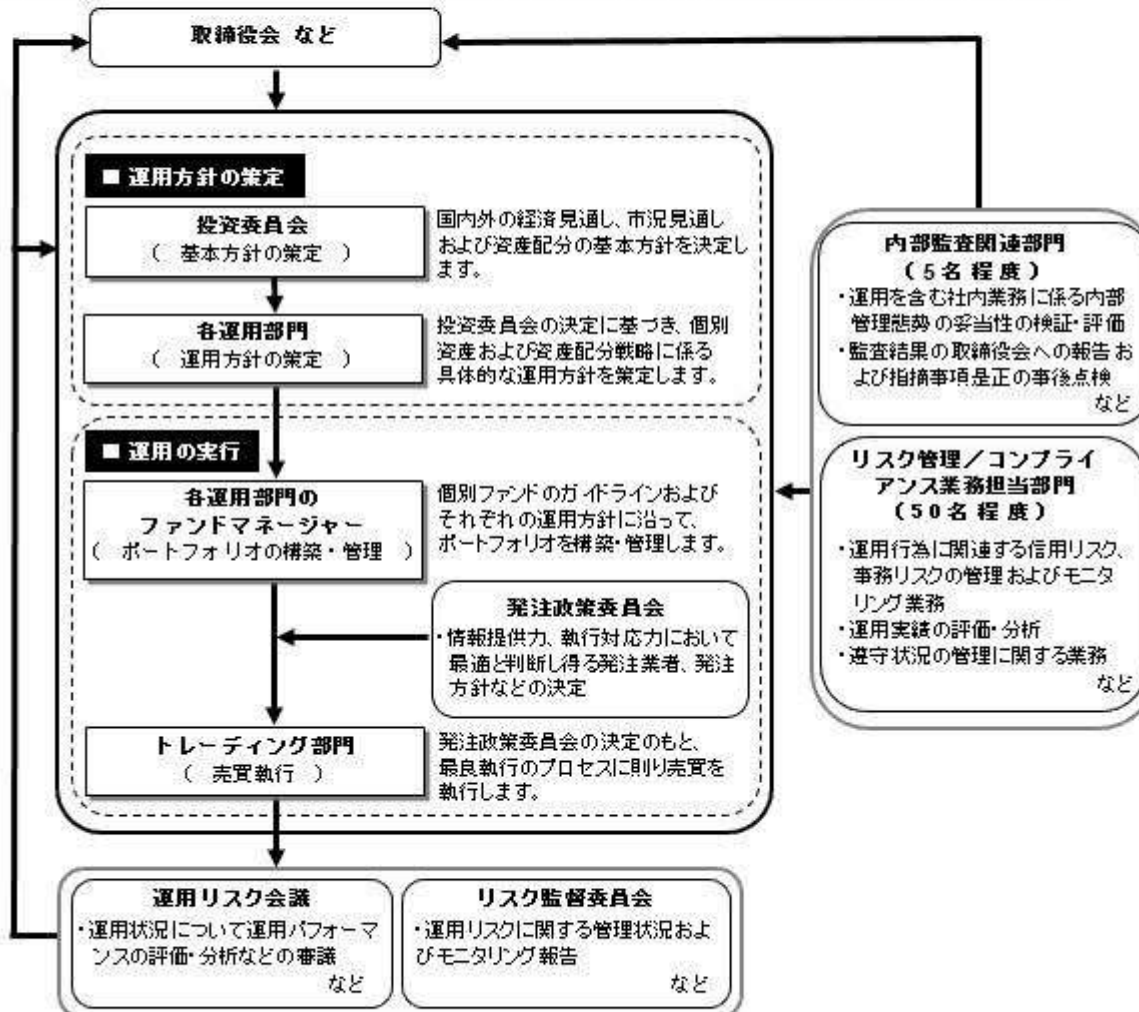 取締役会 など
■ 運用方針の策定
投資委員会
( 基本方針の策定 )
国内外の経済見通し、市況見通し
および資産配分の基本方針を決定し
ます。
各運用部門
( 運用方針の策定 )
投資委員会の決定に基づき、個別
資産および資産配分戦略に係る
具体的な運用方針を策定します。
■ 運用の実行
各運用部門の
ファンドマネージャー
( ポートフォリオの構築・管理 )
個別ファンドのガイドラインおよび
それぞれの運用方針に沿って、
ポートフォリオを構築・管理します。
発注政策委員会
・情報提供力、執行対応力において
最適と判断し得る発注業者、発注
方針などの決定
トレーディング部門
( 売買執行 )
発注政策委員会の決定のもと、
最良執行のプロセスに則り売買を
執行します。
運用リスク会議
・運用状況について運用パフォーマ
ンスの評価・分析などの審議
など
リスク監督委員会
・運用リスクに関する管理状況およ
びモニタリング報告
など
内部監査関連部門
(5名程度)
・運用を含む社内業務に係る内部
管理態勢の妥当性の検証・評価
・監査結果の取締役会への報告お
よび指摘事項是正の事後点検
など
リスク管理/コンプライ
アンス業務担当部門
(50名程度)
・運用行為に関連する信用リスク、
事務リスクの管理およびモニタ
リング業務
・運用実績の評価・分析
・遵守状況の管理に関する業務
など